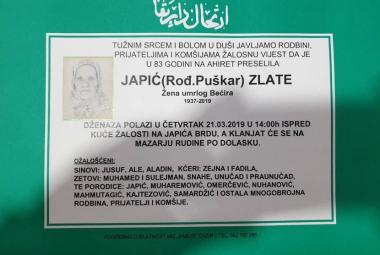 TUŽNIM SRCEM I BOLOM U DUŠI JAVLJAMO RODBINI,
PRIJATELJIMA I KOMŠIJAMA ŽALOSNU VIJEST DA JE
U 83 GODINI NA AHIRET PRESELILA
JAPIĆ(Rođ.Puškar) ZLATE
Žena umrlog Bećira
1937-2019
DŽENAZA POLAZI U ČETVRTAK 21.03.2019 U 14:00h ISPRED
KUĆE ŽALOSTI NA JAPIĆA BRDU, A KLANJAT ĆE SE NA
MAZARJU RUDINE PO DOLASKU.
OŽALOŠĆENI:
SINOVI: JUSUF, ALE, ALADIN, KĆERI: ZEJNA I FADILA,
ZETOVI: MUHAMED I SULEJMAN, SNAHE, UNUČAD I PRAUNUČAD,
TE PORODICE: JAPIĆ, MUHAREMOVIĆ, OMERČEVIĆ, NUHANOVIĆ,
MAHMUTAGIĆ, KAJTEZOVIĆ, SAMARDŽIĆ I OSTALA MNOGOBROJNA
RODBINA, PRIJATELJI I KOMŠIJE.